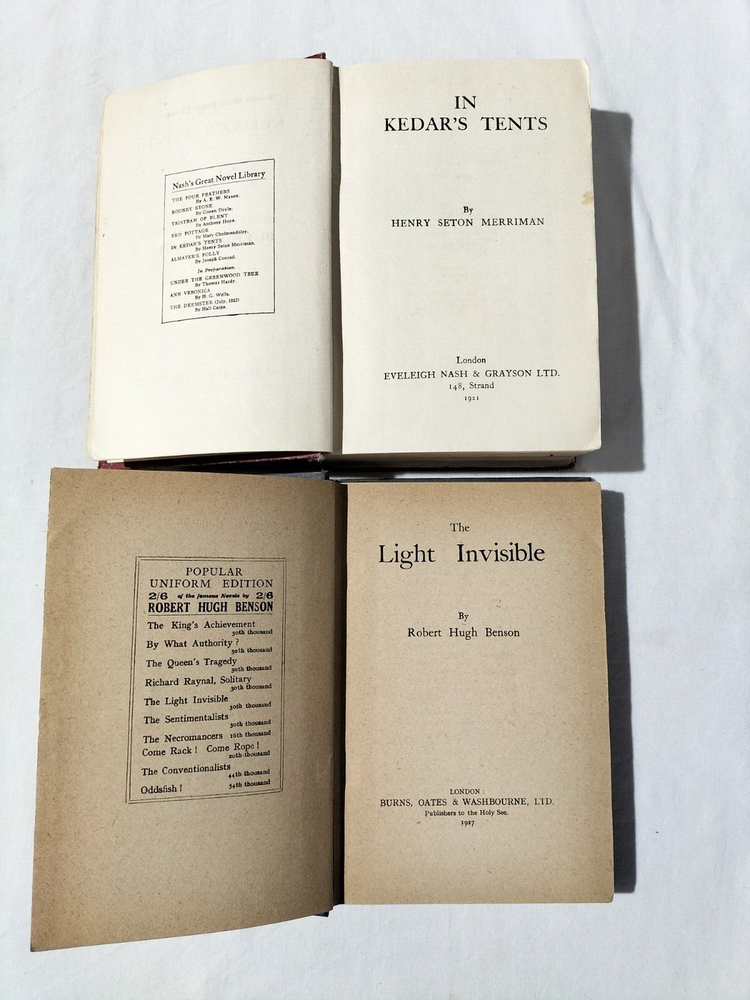 Nash's Great Novel Library
THE FOUR FEATHERS
By A. E. W. Mason.
RODNEY STONE
By Conan Doyle.
TRISTRAM OF BLENT
By Anthony Hope.
RED POTTAGE
By Mary Cholmondeley.
IN KEDAR'S TENTS
By Henry Seton Merriman.
ALMAYER'S FOLLY
By Joseph Conrad.
In Preparation.
UNDER THE GREENWOOD TREE
By Thomas Hardy.
ANN VERONICA
By H. G. Wells.
THE DEEMSTER (July,
By Hall Caine.
IN
KEDAR'S TENTS
By
HENRY SETON MERRIMAN
London
EVELEIGH NASH & GRAYSON LTD.
148, Strand
1921
POPULAR
UNIFORM EDITION
2/6 of the famous Novels by 2/6
ROBERT HUGH BENSON
The King's Achievement
30th thousand
By What Authority ?
30th thousand
The Queen's Tragedy
30th thousand
Richard Raynal, Solitary
30th thousand
The Light Invisible
30th thousand
The Sentimentalists
30th thousand
The Necromancers 16th thousand
Come Rack ! Come Rope !
20th thousand
The Conventionalists
44th thousand
Oddsfish ! 54th thousand
The
Light Invisible
By
Robert Hugh Benson
LONDON :
BURNS, OATES & WASHBOURNE, LTD.
Publishers to the Holy See.
1927